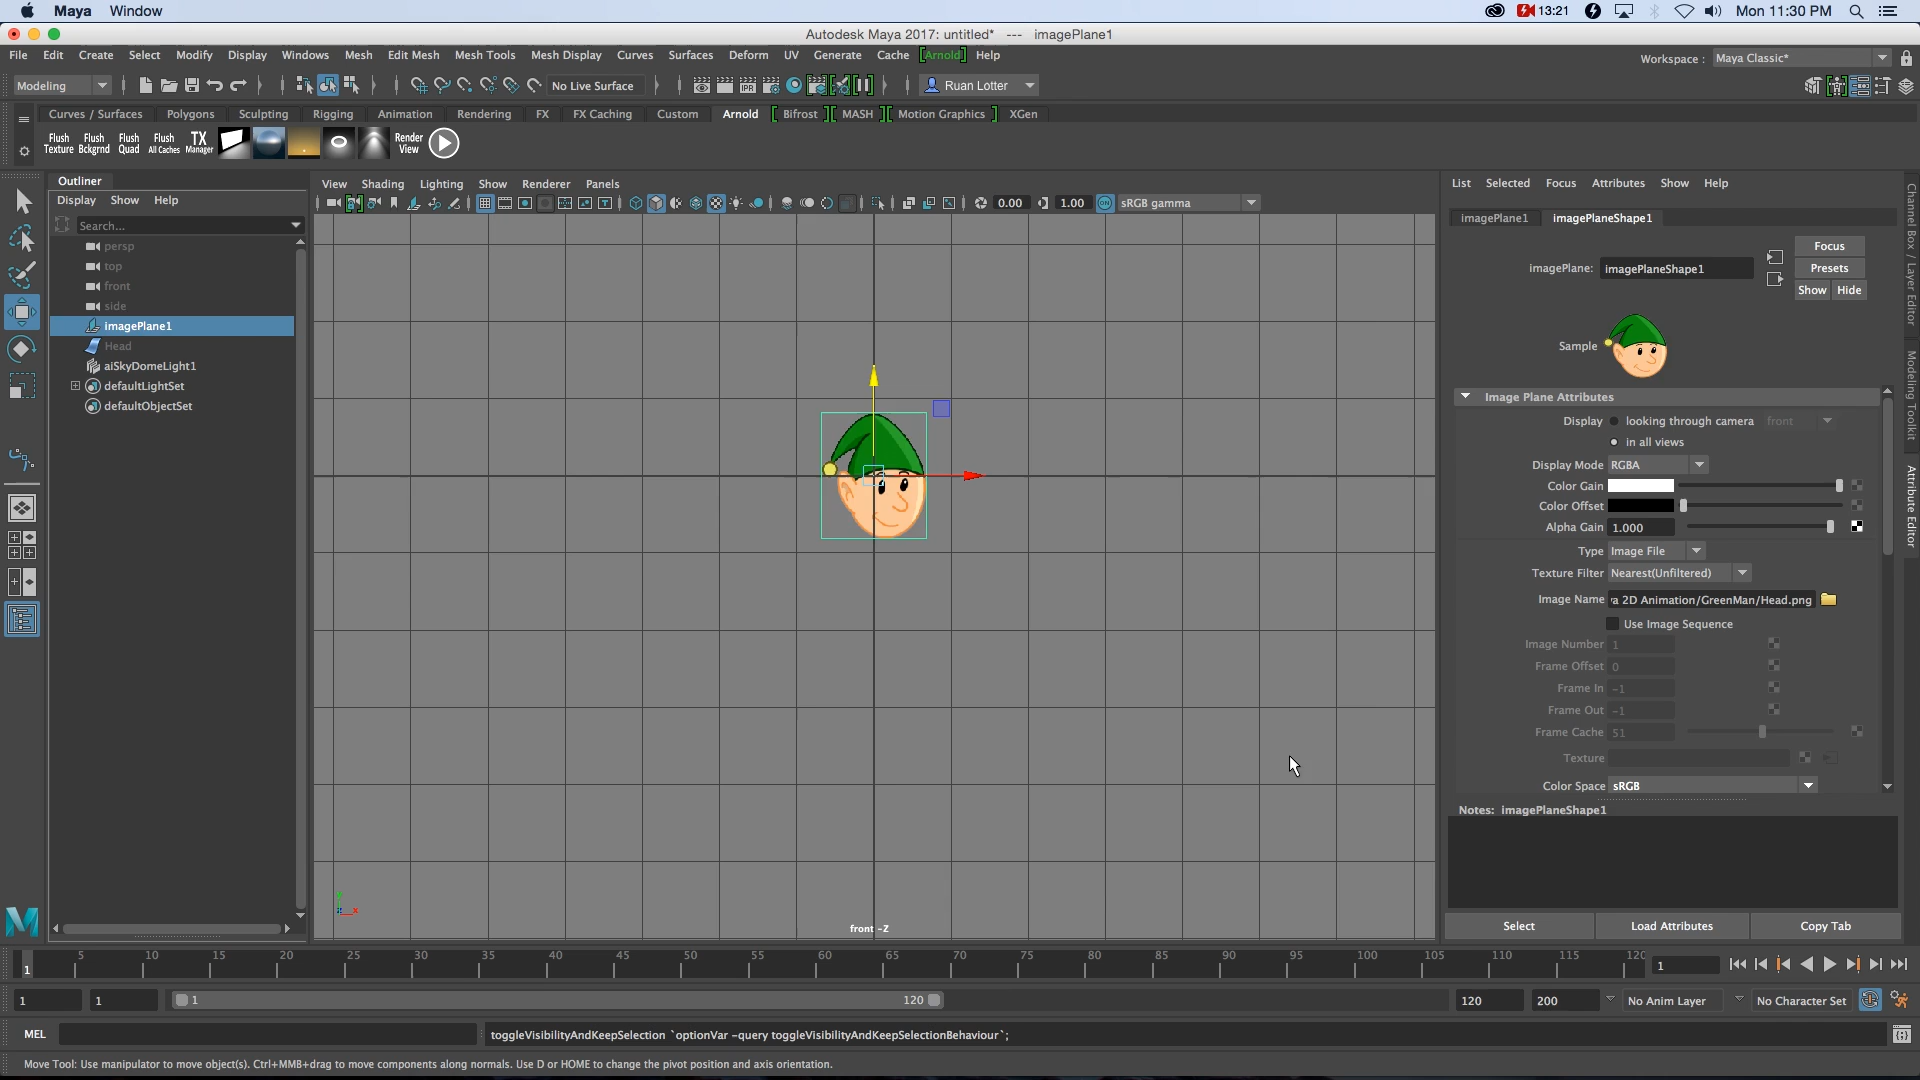 Maya Window
13:21 Mon 11:30 PM
Autodesk Maya 2017: untitled* --- imagePlane1
File Edit Create Select Modify Display Windows Mesh Edit Mesh Mesh Tools Mesh Display Curves Surfaces Deform UV Generate Cache [Arnold] Help
Workspace : Maya Classic*
Modeling
No Live Surface
IPR
Ruan Lotter
Curves / Surfaces Polygons Sculpting Rigging Animation Rendering FX FX Caching Custom Arnold [ Bifrost ][ MASH ][ Motion Graphics ] XGen
Flush Texture
Flush Bckgrnd
Flush Quad
Flush All Caches
TX Manager
Render View
Outliner
Display Show Help
Search...
persp
top
front
side
imagePlane1
Head
aiSkyDomeLight1
defaultLightSet
defaultObjectSet
View Shading Lighting Show Renderer Panels
0.00 1.00 ON sRGB gamma
y
x
front -Z
List Selected Focus Attributes Show Help
imagePlane1 imagePlaneShape1
Focus
imagePlane: imagePlaneShape1
Presets
Show Hide
Sample
Image Plane Attributes
Display looking through camera front
in all views
Display Mode RGBA
Color Gain
Color Offset
Alpha Gain 1.000
Type Image File
Texture Filter Nearest(Unfiltered)
Image Name a 2D Animation/GreenMan/Head.png
Use Image Sequence
Image Number 1
Frame Offset 0
Frame In -1
Frame Out -1
Frame Cache 51
Texture
Color Space sRGB
Notes: imagePlaneShape1
Select Load Attributes Copy Tab
Channel Box / Layer Editor
Modeling Toolkit
Attribute Editor
1 5 10 15 20 25 30 35 40 45 50 55 60 65 70 75 80 85 90 95 100 105 110 115 120 1
1 1 1 120 120 200 No Anim Layer No Character Set
MEL toggleVisibilityAndKeepSelection `optionVar -query toggleVisibilityAndKeepSelectionBehaviour`;
Move Tool: Use manipulator to move object(s). Ctrl+MMB+drag to move components along normals. Use D or HOME to change the pivot position and axis orientation.